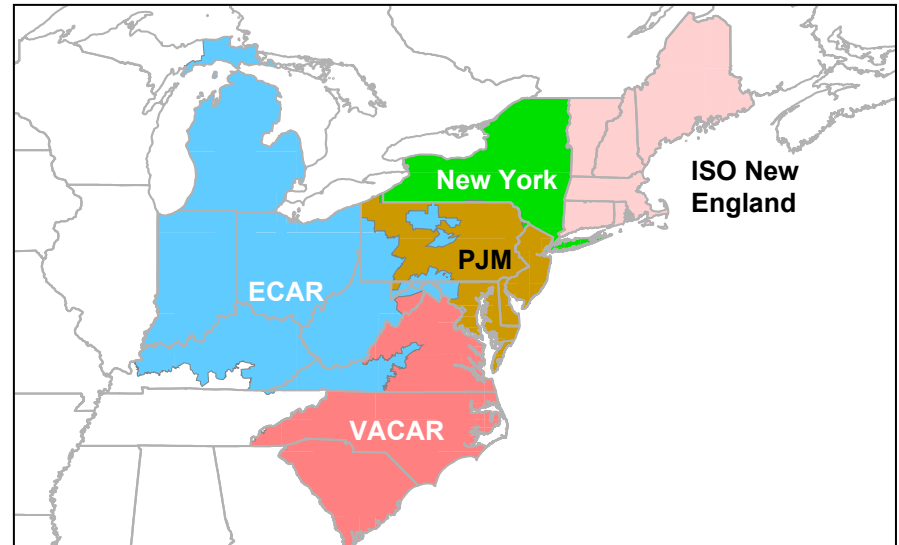 New York
ISO New
England
PJM
ECAR
VACAR